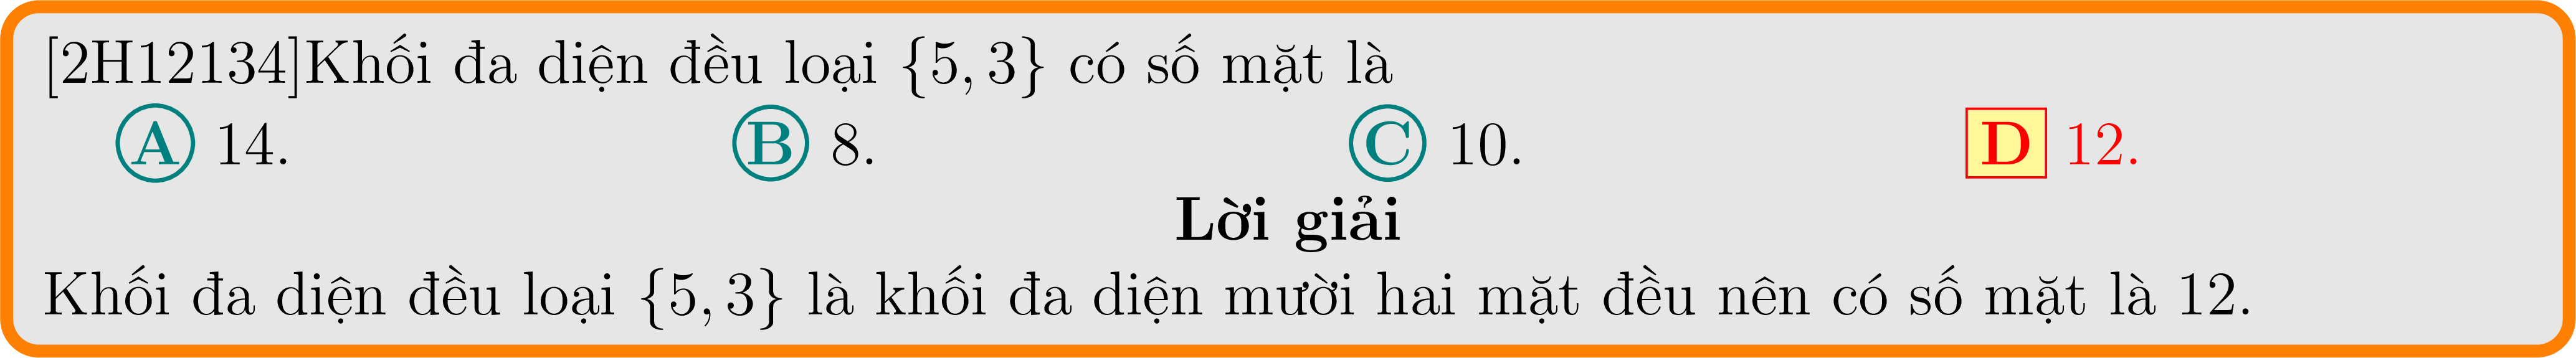 [2H12134]Khối đa diện đều loại {5, 3} có số mặt là
A 14. B 8. C 10. D 12.
Lời giải
Khối đa diện đều loại {5, 3} là khối đa diện mười hai mặt đều nên có số mặt là 12.